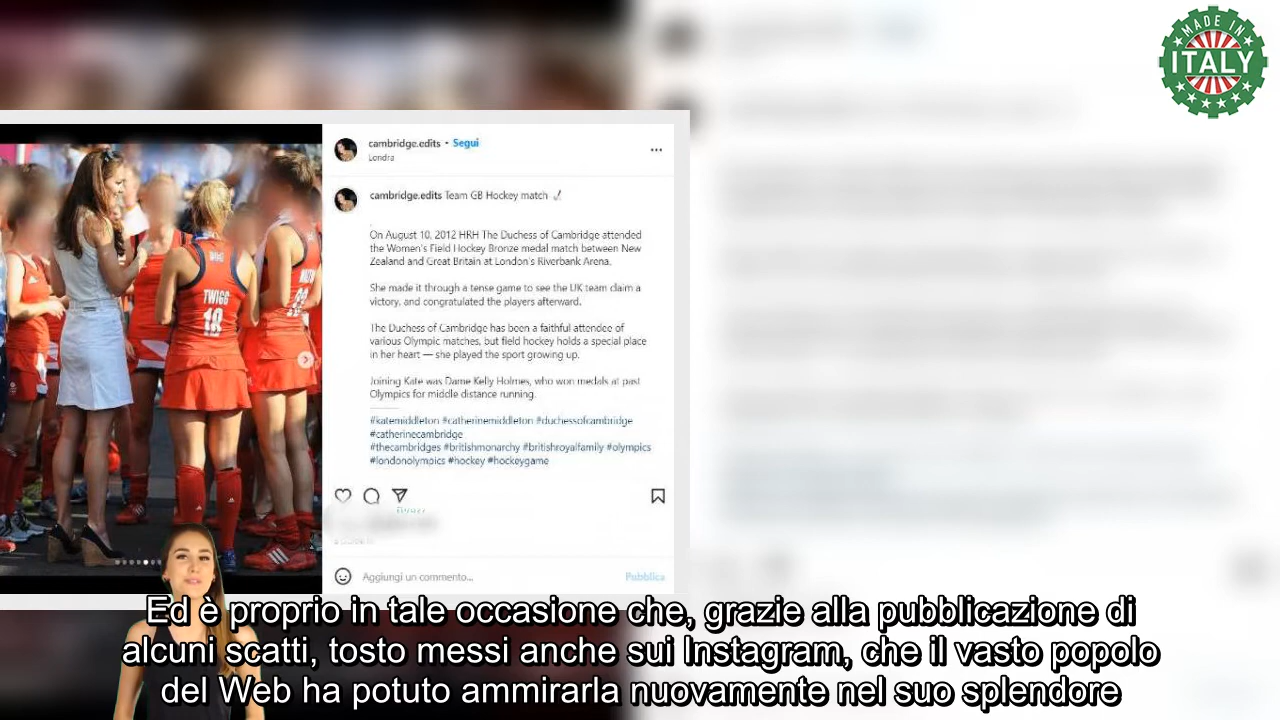 MADE IN
ITALY
cambridge.edits • Segui
Londra
cambridge.edits Team GB Hockey match
On August 10, 2012 HRH The Duchess of Cambridge attended
the Women's Field Hockey Bronze medal match between New
Zealand and Great Britain at London's Riverbank Arena.
She made it through a tense game to see the UK team claim a
victory, and congratulated the players afterward.
The Duchess of Cambridge has been a faithful attendee of
various Olympic matches, but field hockey holds a special place
in her heart — she played the sport growing up.
Joining Kate was Dame Kelly Holmes, who won medals at past
Olympics for middle distance running.
#katemiddleton #catherinemiddleton #duchessofcambridge
#catherinecambridge
#thecambridges #britishmonarchy #britishroyalfamily #olympics
#londonolympics #hockey #hockeygame
TWIGG
18
Aggiungi un commento...
Pubblica
Ed è proprio in tale occasione che, grazie alla pubblicazione di
alcuni scatti, tosto messi anche sui Instagram, che il vasto popolo
del Web ha potuto ammirarla nuovamente nel suo splendore